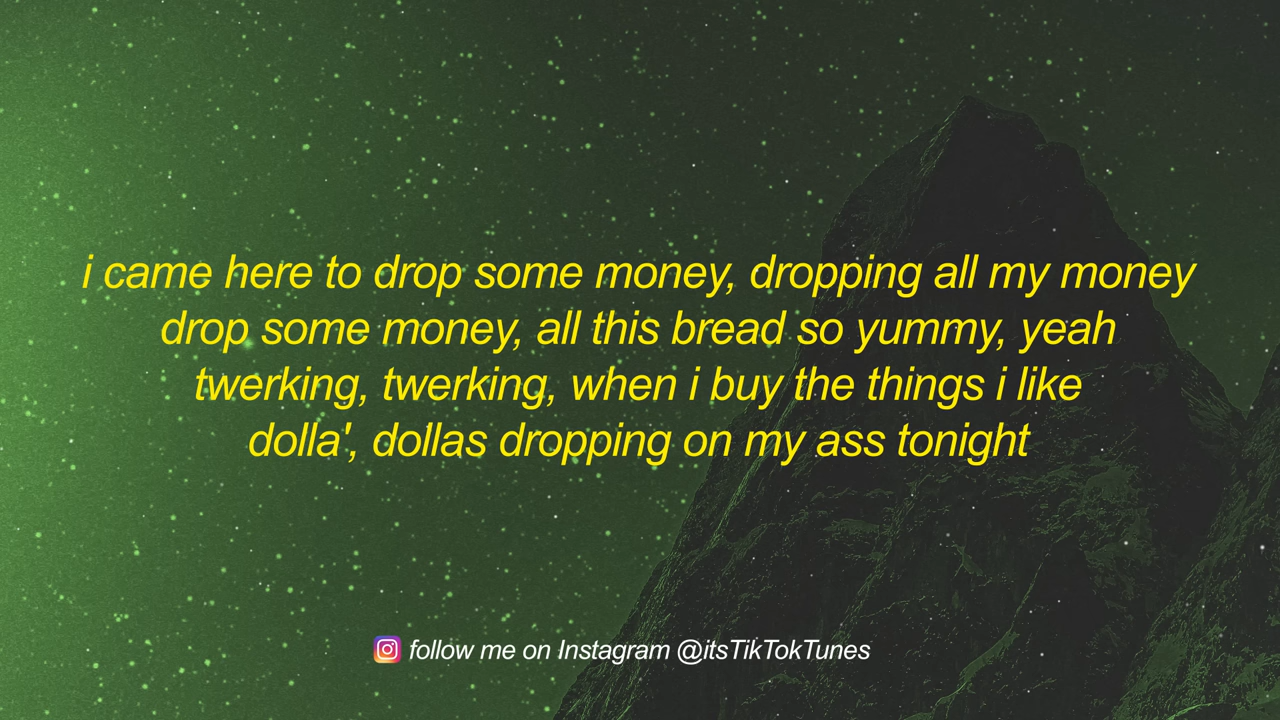 i came here to drop some money, dropping all my money
drop some money, all this bread so yummy, yeah
twerking, twerking, when i buy the things i like
dolla', dollas dropping on my ass tonight
follow me on Instagram @itsTikTokTunes